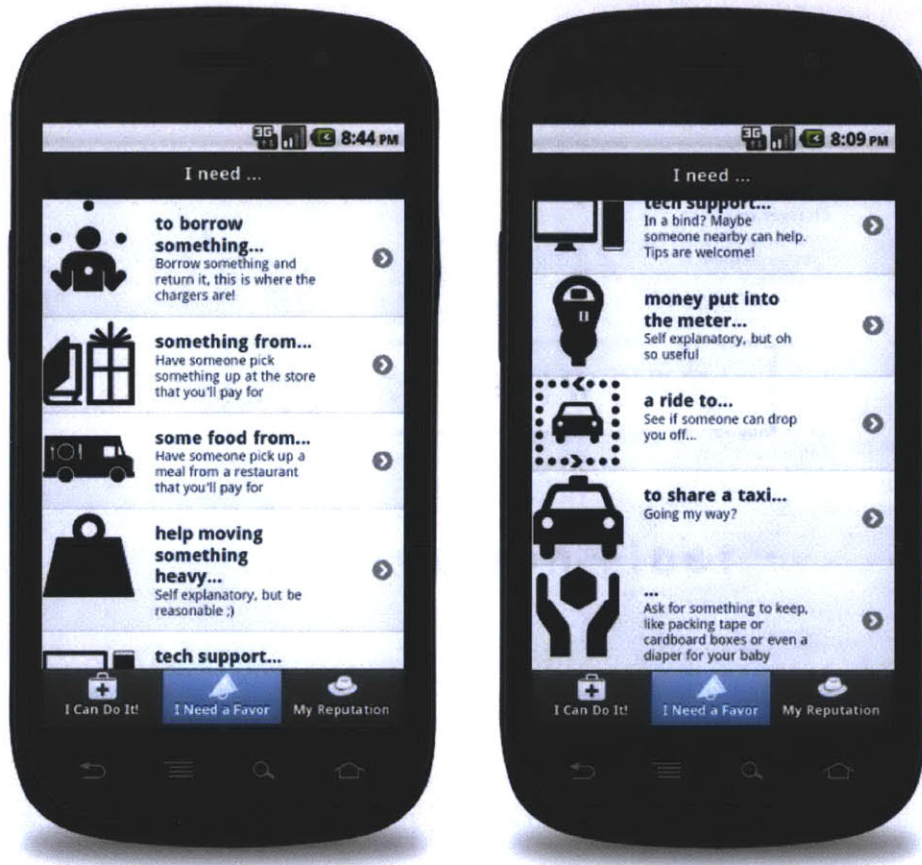 3G 8:44 PM
I need ...
to borrow
something...
Borrow something and
return it, this is where the
chargers are!
something from...
Have someone pick
something up at the store
that you'll pay for
some food from...
Have someone pick up a
meal from a restaurant
that you'll pay for
help moving
something
heavy...
Self explanatory, but be
reasonable ;)
tech support...
I Can Do It!
I Need a Favor
My Reputation
3G 8:09 PM
I need ...
tech support...
In a bind? Maybe
someone nearby can help.
Tips are welcome!
money put into
the meter...
Self explanatory, but oh
so useful
a ride to...
See if someone can drop
you off...
to share a taxi...
Going my way?
...
Ask for something to keep,
like packing tape or
cardboard boxes or even a
diaper for your baby
I Can Do It!
I Need a Favor
My Reputation